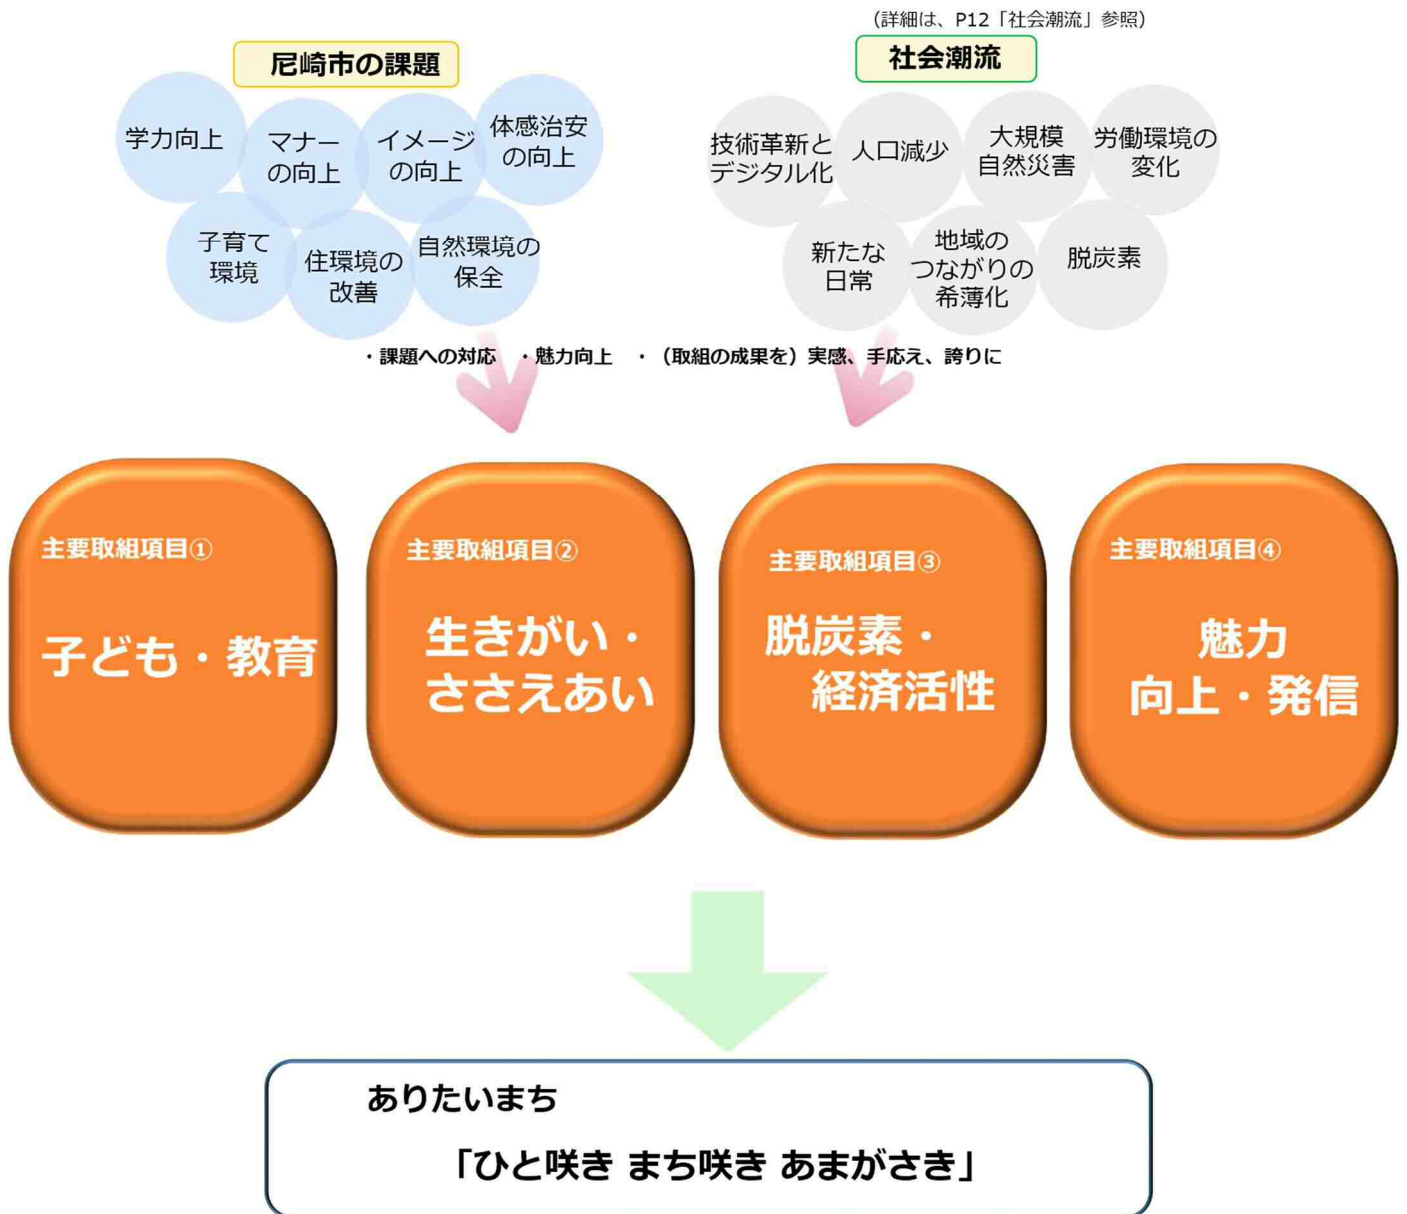 （詳細は、P12「社会潮流」参照）
尼崎市の課題
学力向上
マナー
の向上
イメージ
の向上
体感治安
の向上
子育て
環境
住環境の
改善
自然環境の
保全
社会潮流
技術革新と
デジタル化
人口減少
大規模
自然災害
労働環境の
変化
新たな
日常
地域の
つながりの
希薄化
脱炭素
・課題への対応　・魅力向上　・（取組の成果を）実感、手応え、誇りに
主要取組項目①
子ども・教育
主要取組項目②
生きがい・
ささえあい
主要取組項目③
脱炭素・
経済活性
主要取組項目④
魅力
向上・発信
ありたいまち
「ひと咲き まち咲き あまがさき」